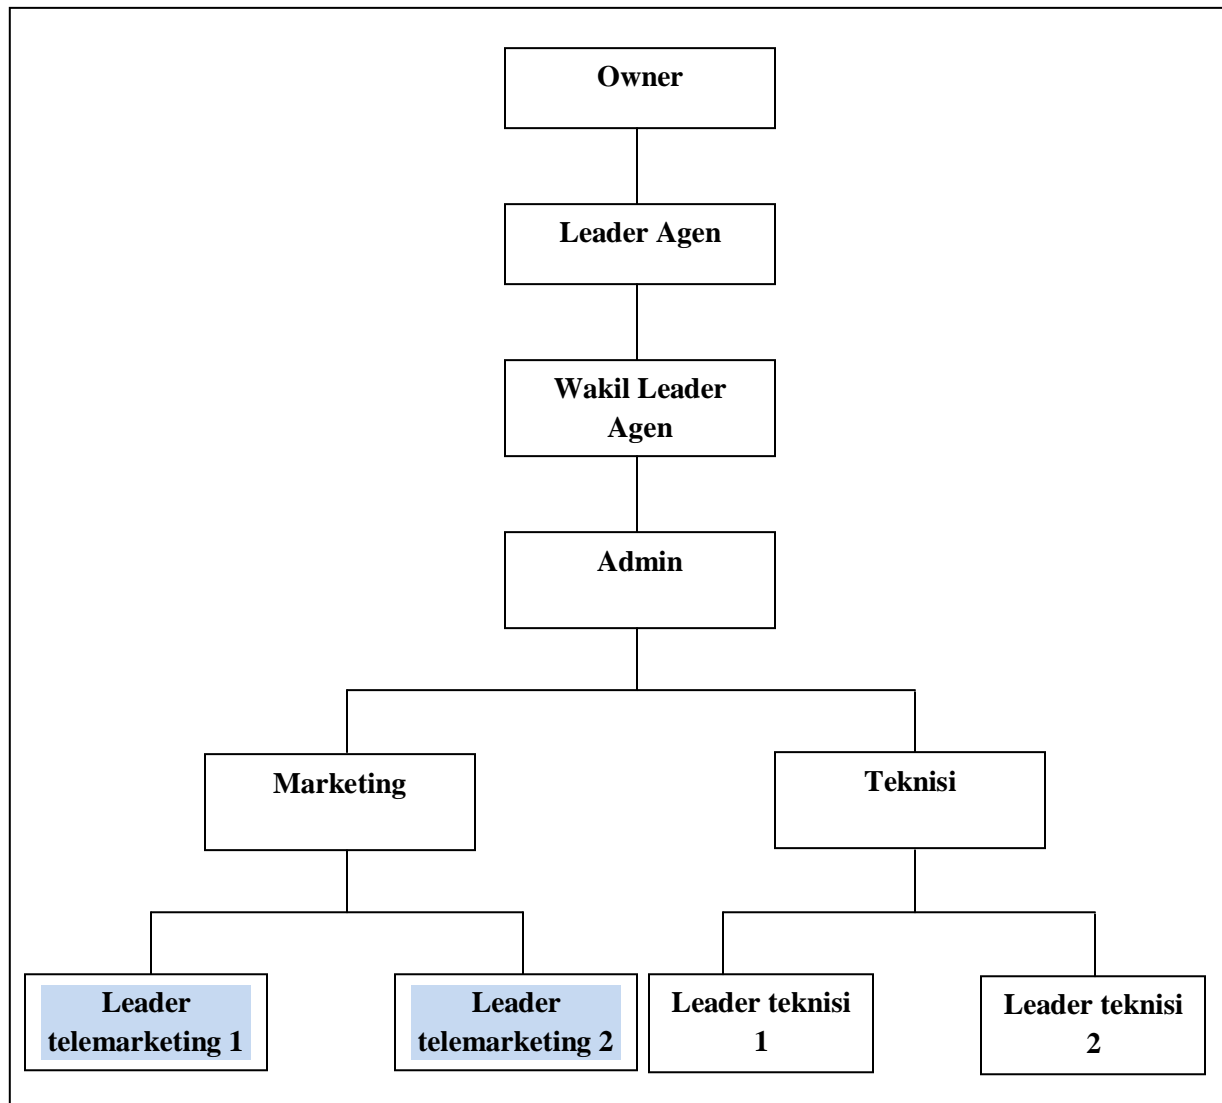 Owner
Leader Agen
Wakil Leader
Agen
Admin
Marketing
Teknisi
Leader
telemarketing 1
Leader
telemarketing 2
Leader teknisi
1
Leader teknisi
2